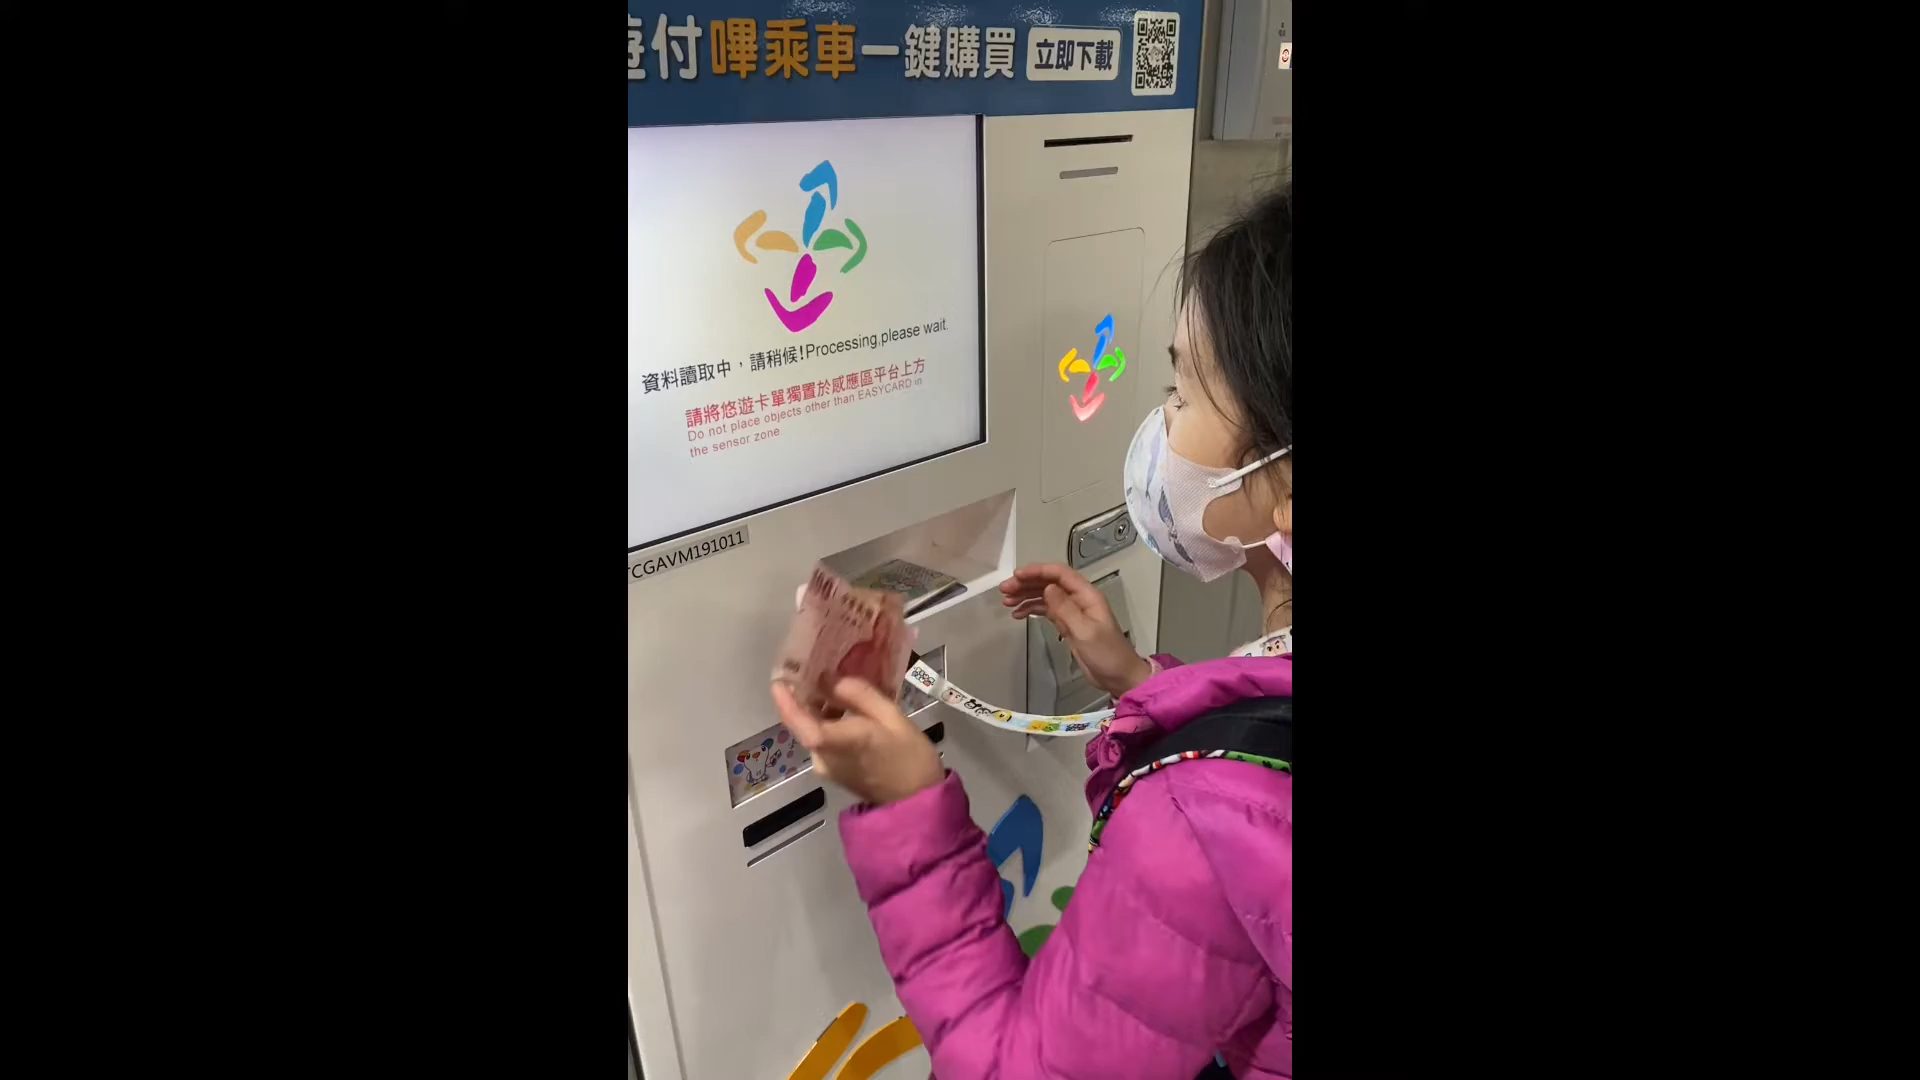 付嗶乘車一鍵購買 立即下載
資料讀取中，請稍候!Processing,please wait.
請將悠遊卡單獨置於感應區平台上方
Do not place objects other than EASYCARD in
the sensor zone.
TCGAVM191011
100